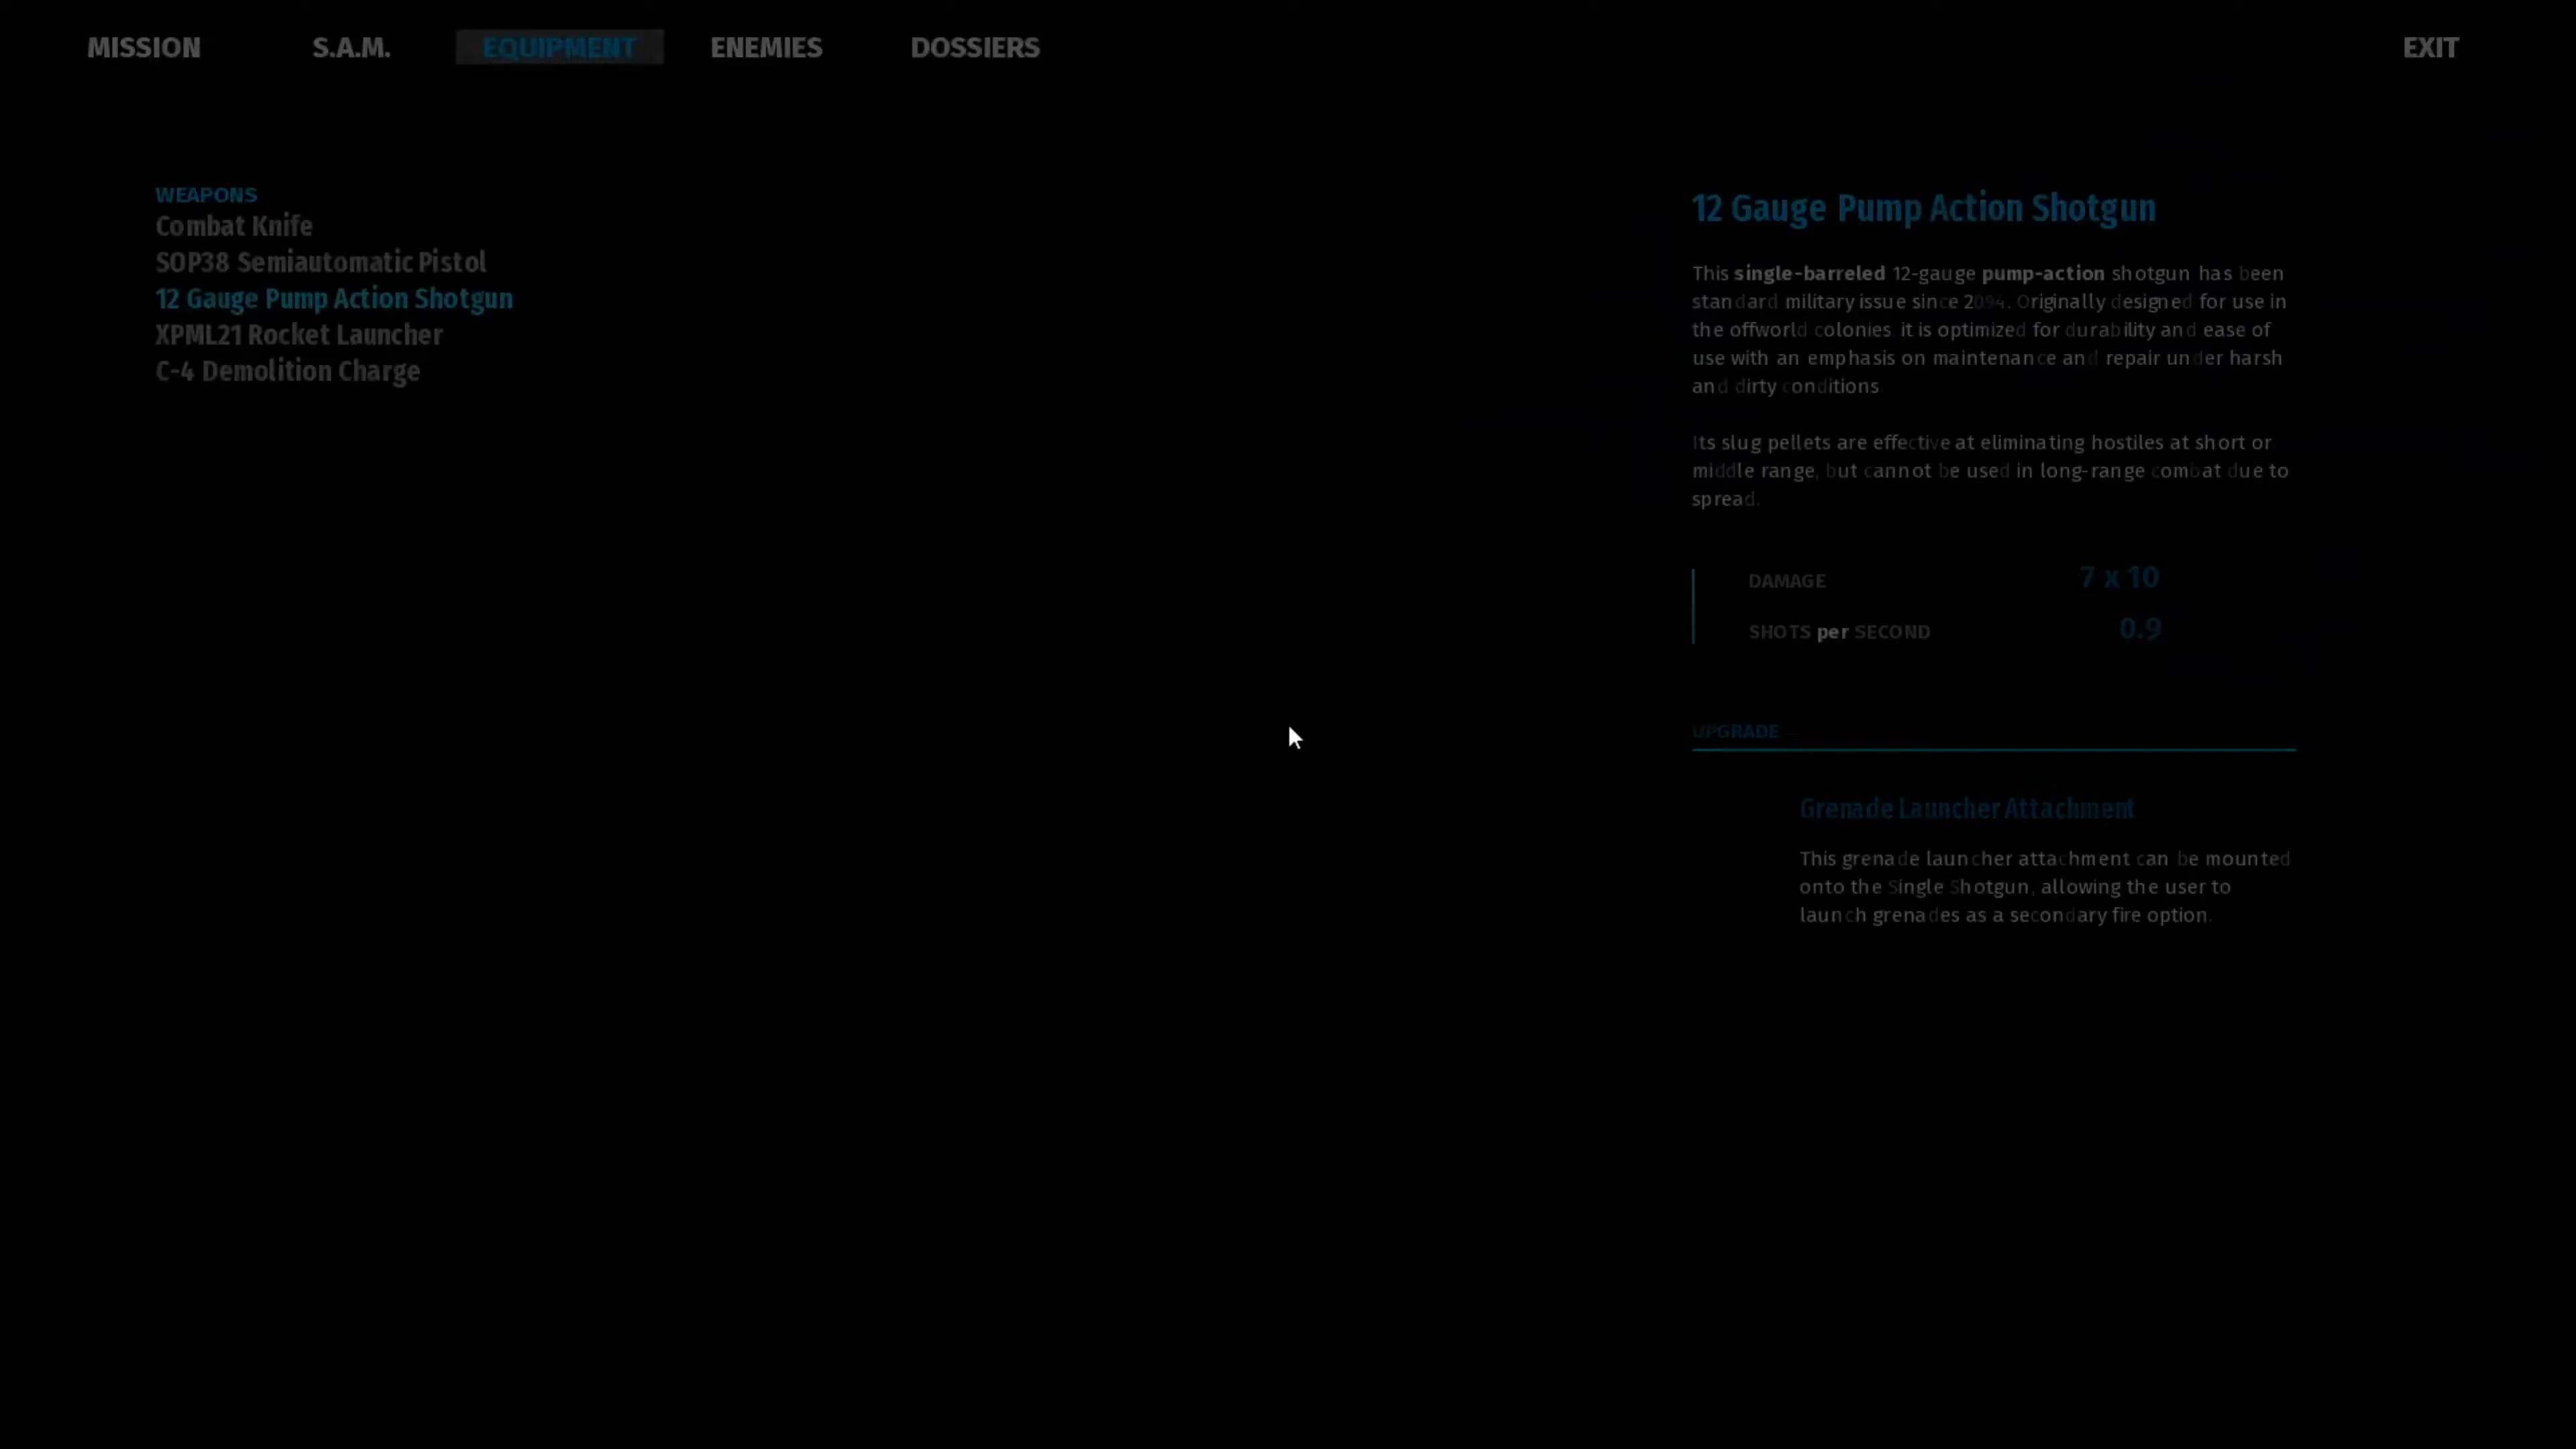 MISSION S.A.M. EQUIPMENT ENEMIES DOSSIERS EXIT
WEAPONS
Combat Knife
SOP38 Semiautomatic Pistol
12 Gauge Pump Action Shotgun
XPML21 Rocket Launcher
C-4 Demolition Charge
12 Gauge Pump Action Shotgun
This single-barreled 12-gauge pump-action shotgun has been
standard military issue since 2094. Originally designed for use in
the offworld colonies it is optimized for durability and ease of
use with an emphasis on maintenance and repair under harsh
and dirty conditions
Its slug pellets are effective at eliminating hostiles at short or
middle range, but cannot be used in long-range combat due to
spread.
DAMAGE 7 x 10
SHOTS per SECOND 0.9
UPGRADE
Grenade Launcher Attachment
This grenade launcher attachment can be mounted
onto the Single Shotgun, allowing the user to
launch grenades as a secondary fire option.